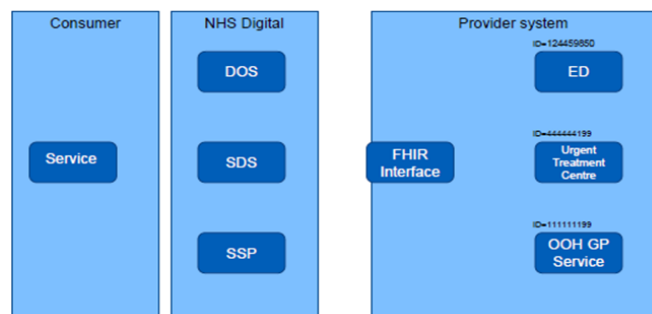 Consumer
NHS Digital
Provider system
DOS
ID=124459850
ED
Service
SDS
FHIR
Interface
ID=444444199
Urgent
Treatment
Centre
SSP
ID=111111199
OOH GP
Service